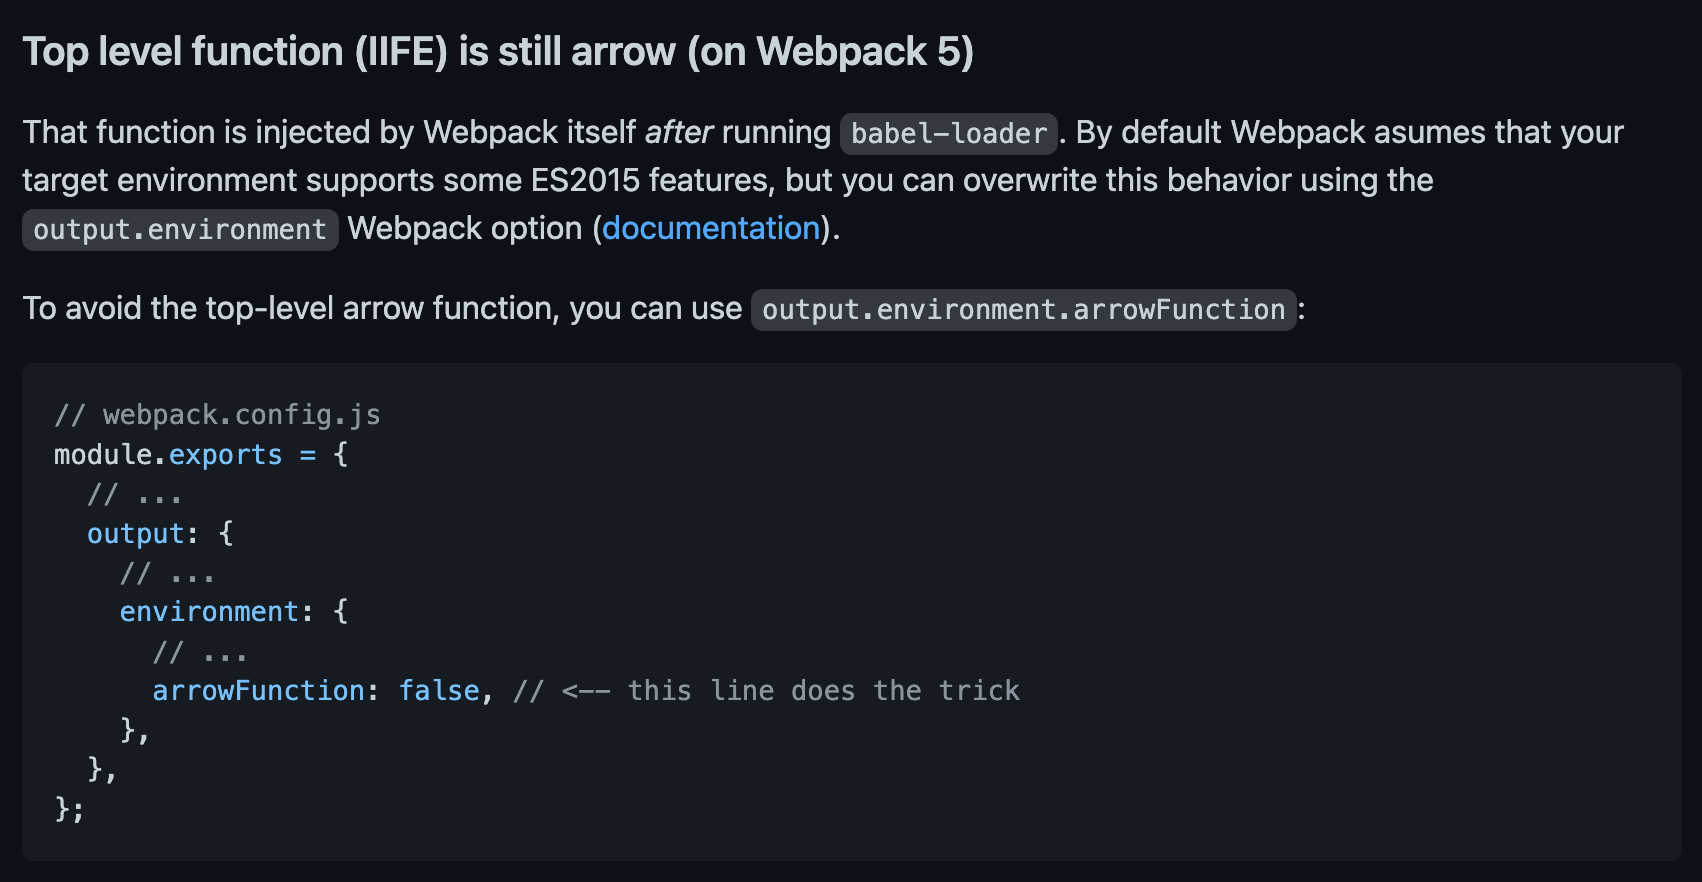 Top level function (IIFE) is still arrow (on Webpack 5)
That function is injected by Webpack itself after running babel-loader. By default Webpack asumes that your
target environment supports some ES2015 features, but you can overwrite this behavior using the
output.environment Webpack option (documentation).
To avoid the top-level arrow function, you can use output.environment.arrowFunction:
// webpack.config.js
module.exports = {
  // ...
  output: {
    // ...
    environment: {
      // ...
      arrowFunction: false, // <-- this line does the trick
    },
  },
};